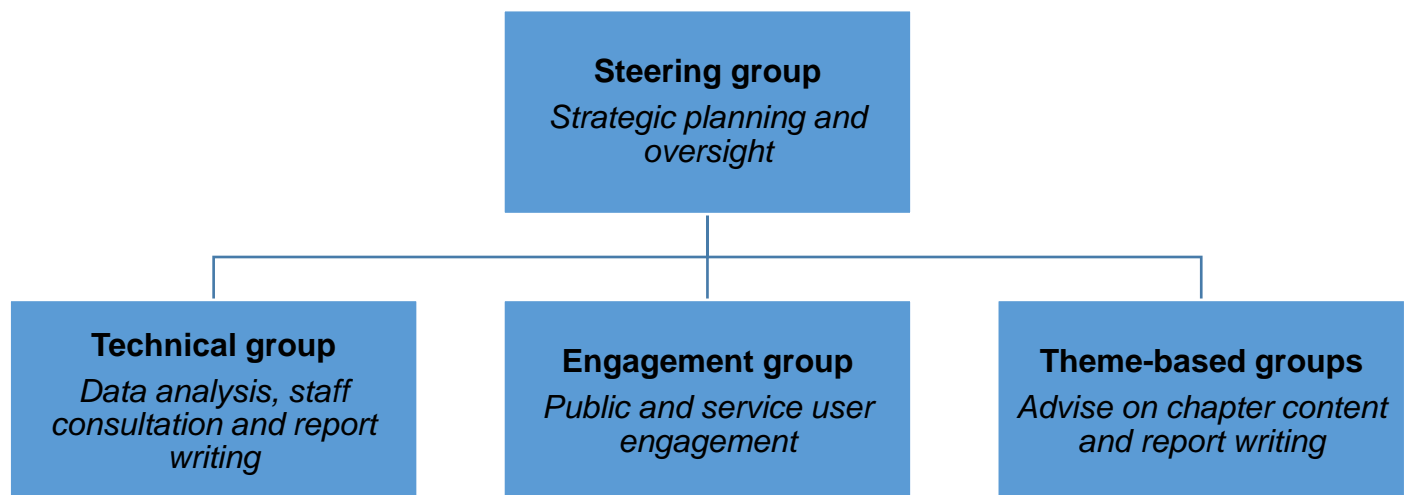 Steering group
Strategic planning and
oversight
Technical group
Data analysis, staff
consultation and report
writing
Engagement group
Public and service user
engagement
Theme-based groups
Advise on chapter content
and report writing